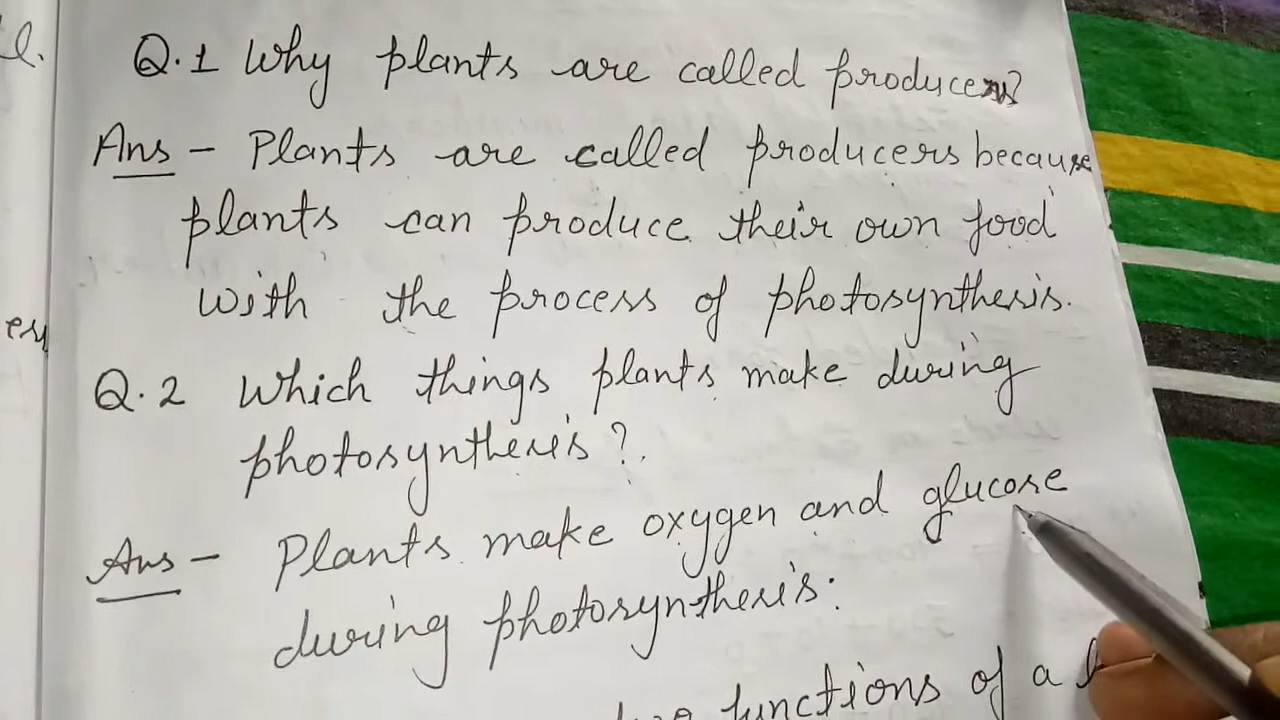 Q.1 Why plants are called producers?
Ans - Plants are called producers because
plants can produce their own food
with the process of photosynthesis.
Q.2 Which things plants make during
photosynthesis?
Ans - Plants make oxygen and glucose
during photosynthesis.
functions of a